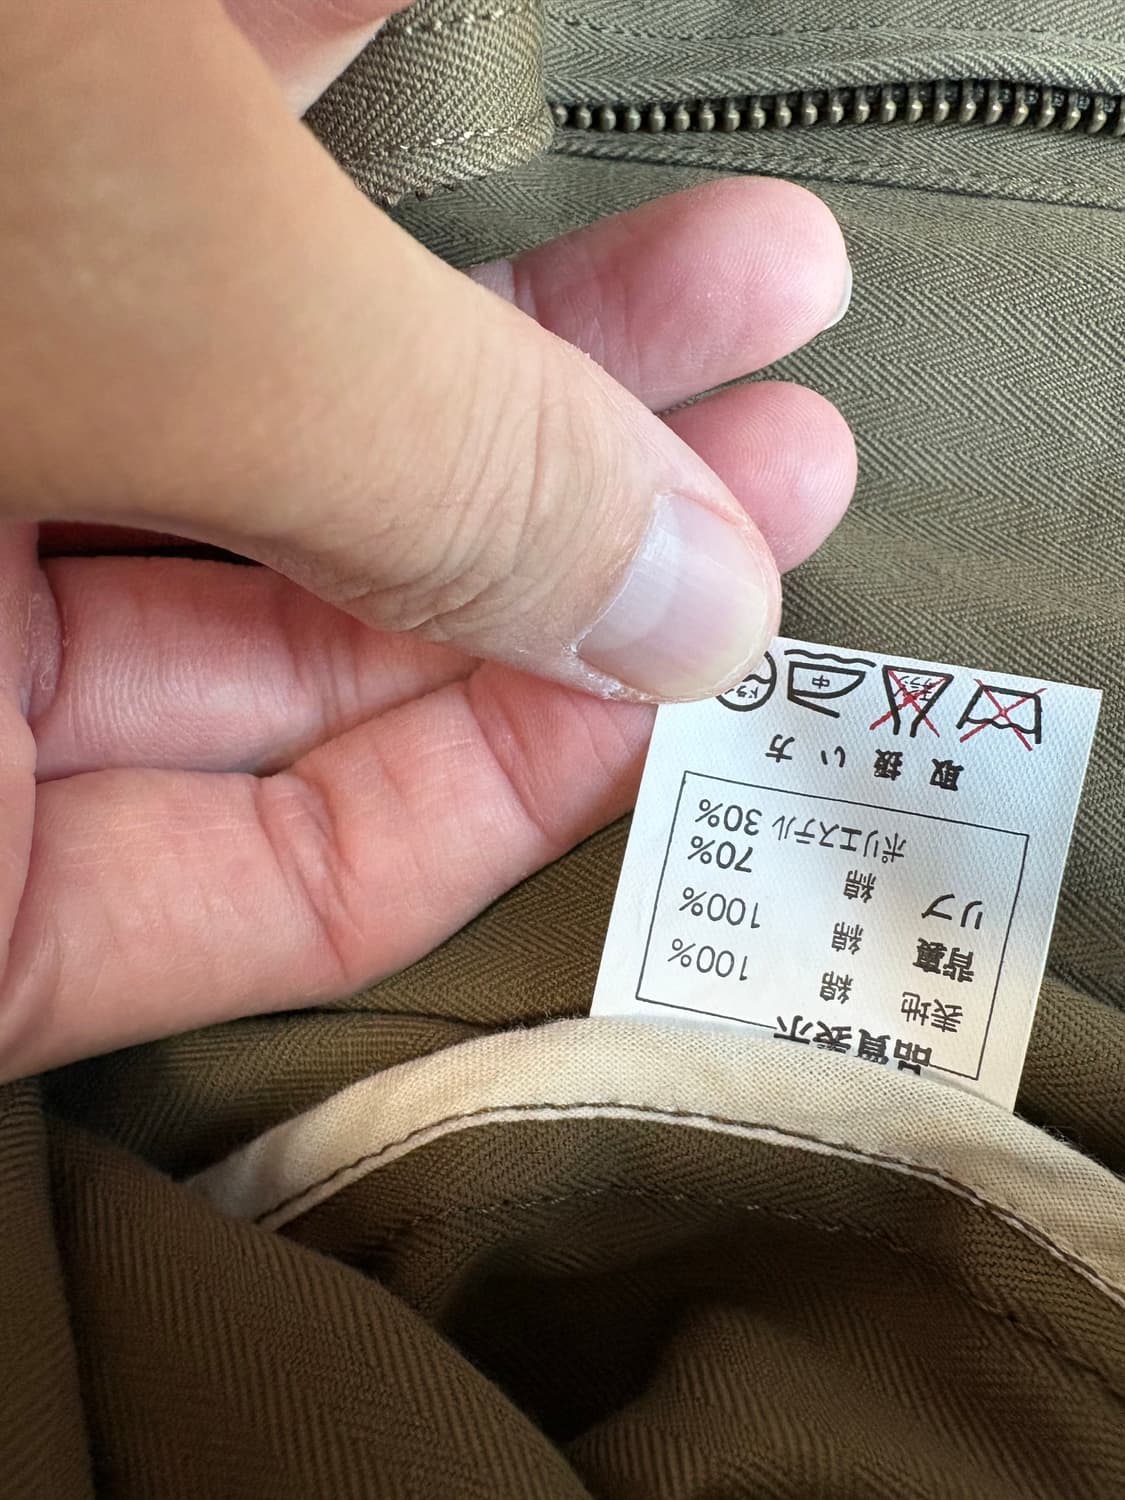 品質表示
表地 綿 100%
背裏 綿 100%
リブ 綿 70%
ポリエステル 30%
取扱い方
中